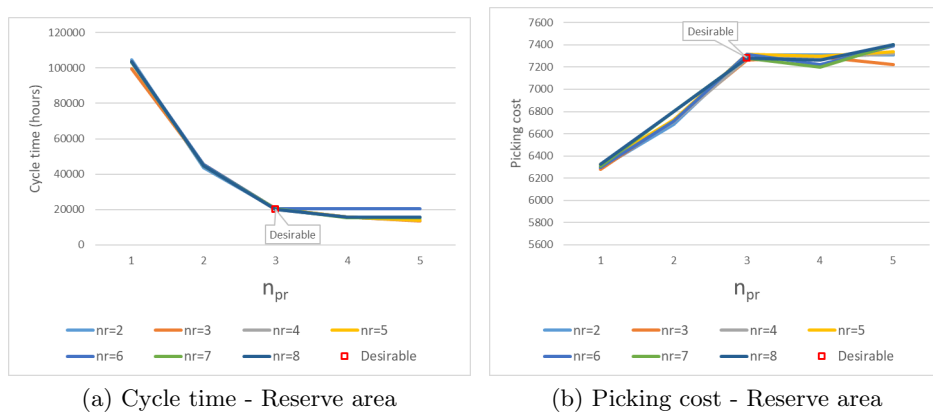 120000
100000
80000
60000
40000
20000
0
Cycle time (hours)
Desirable
1 2 3 4 5
n_pr
nr=2 nr=3 nr=4 nr=5
nr=6 nr=7 nr=8 Desirable
(a) Cycle time - Reserve area
7600
7400
7200
7000
6800
6600
6400
6200
6000
5800
5600
Picking cost
Desirable
1 2 3 4 5
n_pr
nr=2 nr=3 nr=4 nr=5
nr=6 nr=7 nr=8 Desirable
(b) Picking cost - Reserve area